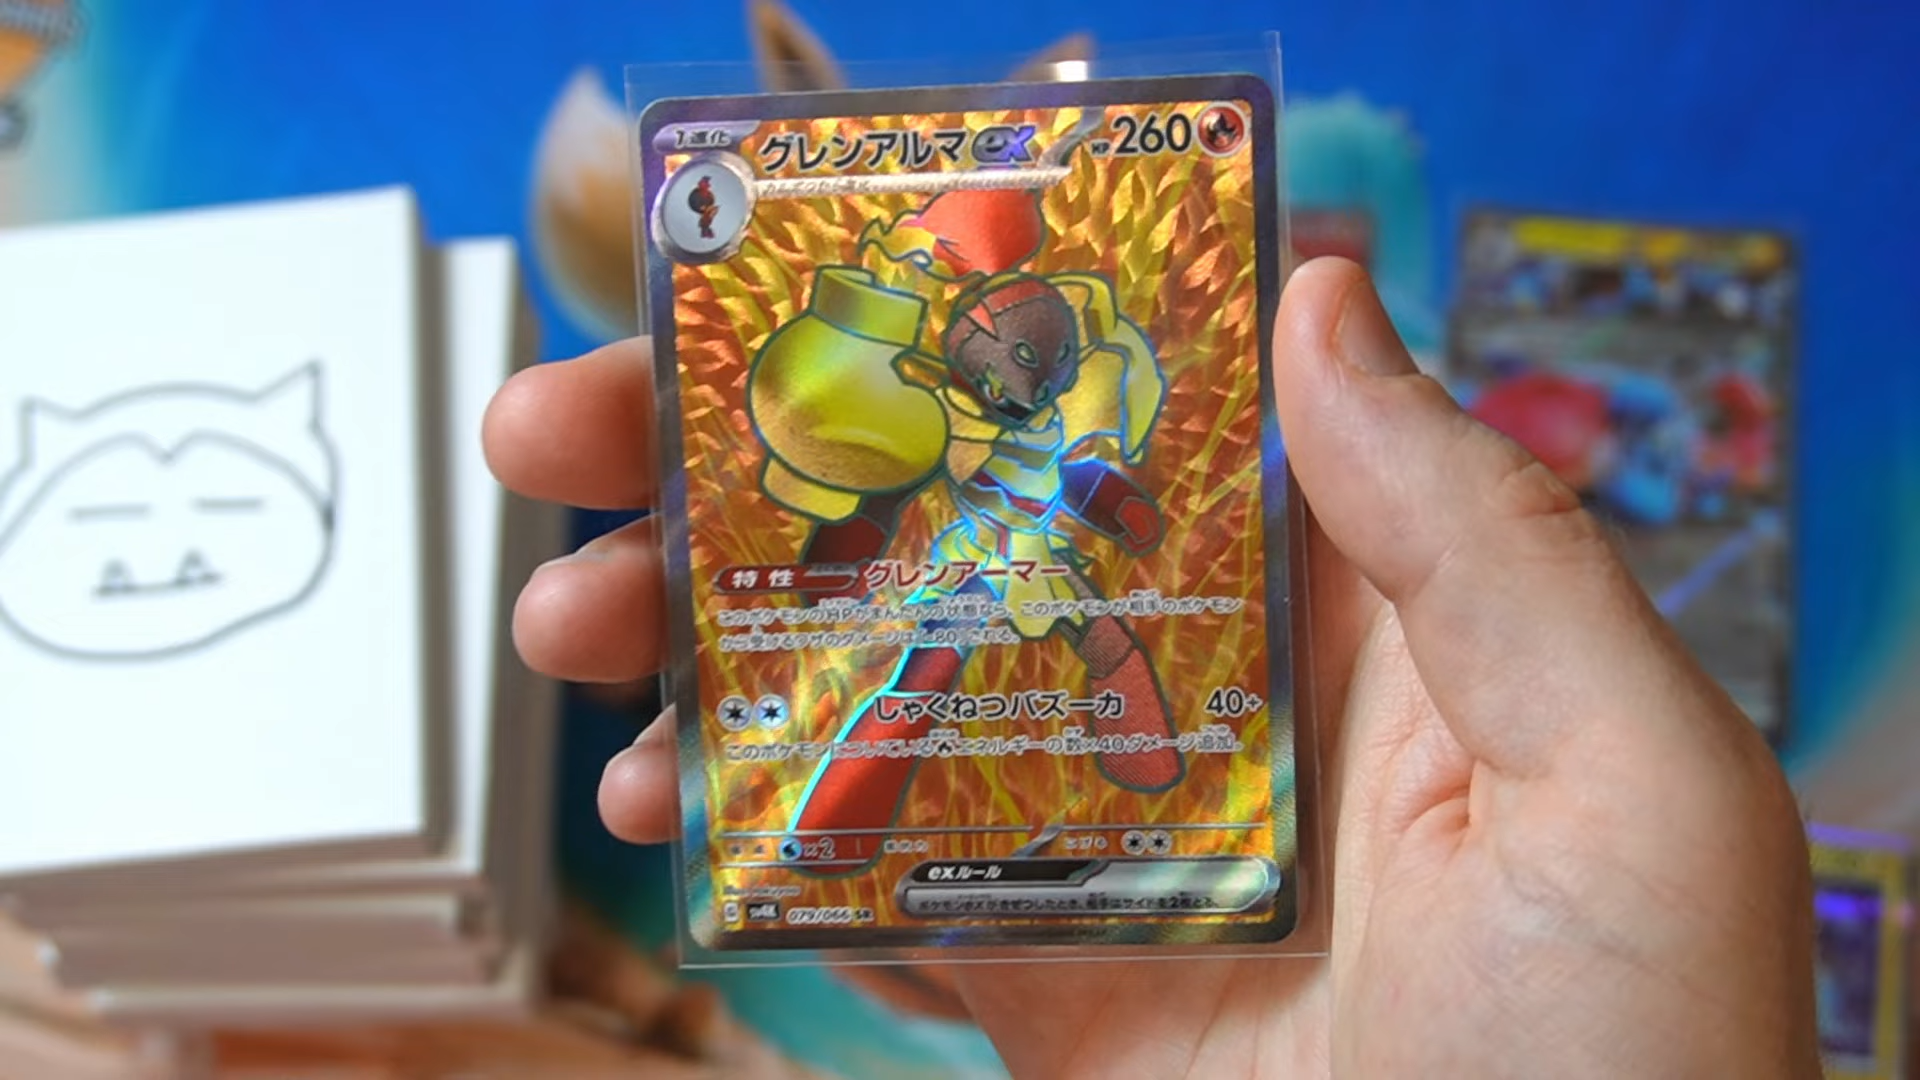 1進化 グレンアルマex HP260
特性 グレンアーマー
このポケモンのHPがまんたんの状態なら、このポケモンが相手のポケモン
から受けるワザのダメージは「-80」される。
しゃくねつバズーカ 40+
このポケモンについている エネルギーの数×40ダメージ追加。
×2 にげる
exルール
ポケモンexがきぜつしたとき、相手はサイドを2枚とる。
G sv4K 079/066 SR